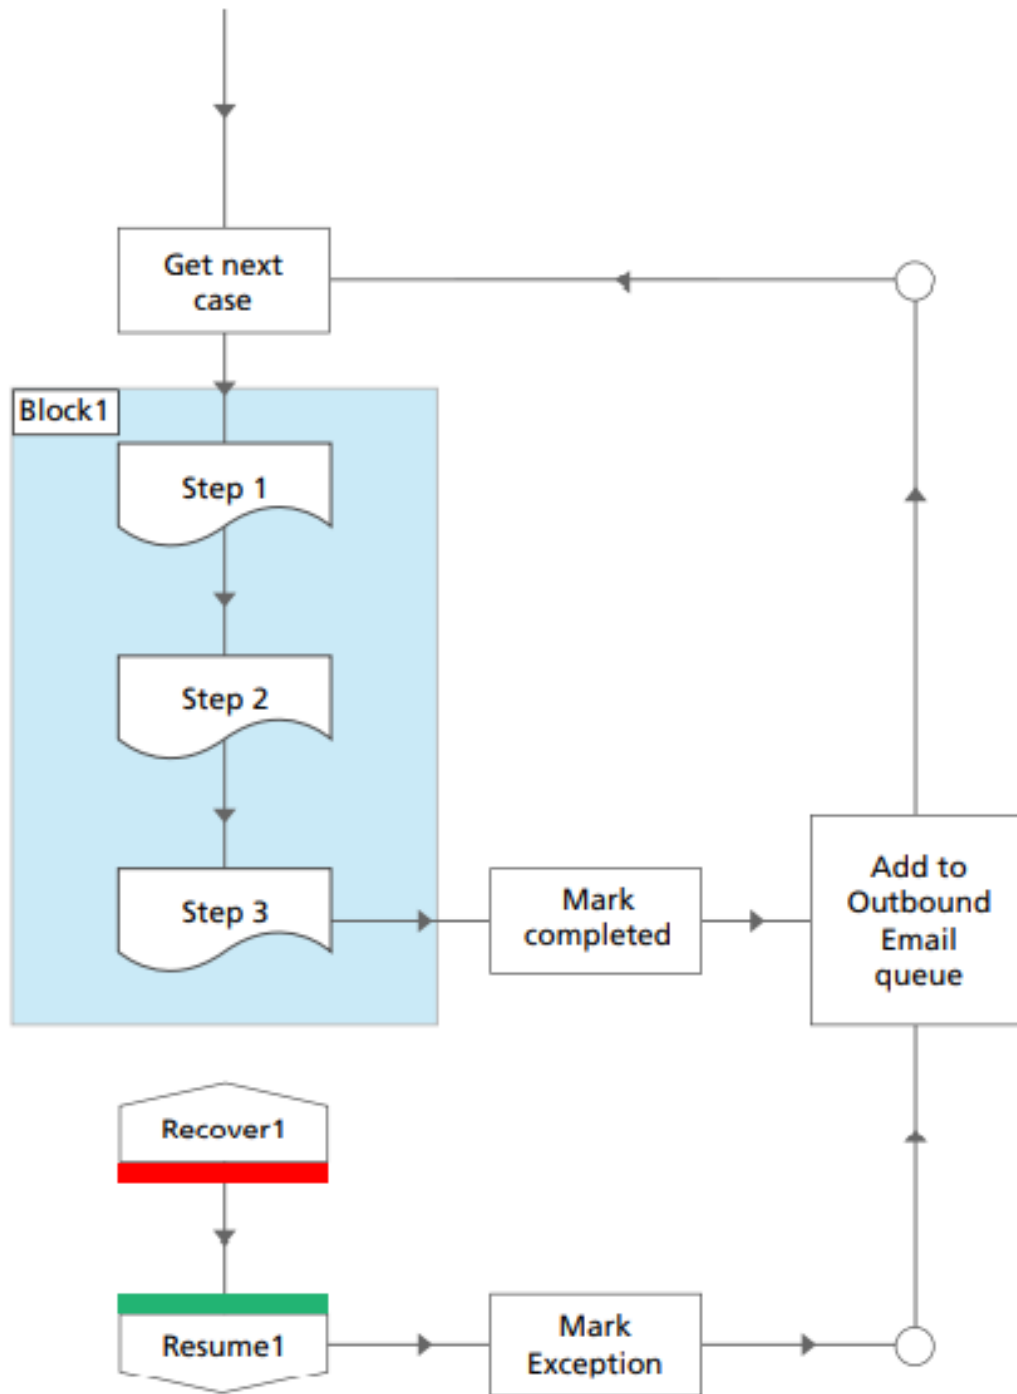 Get next
case
Block1
Step 1
Step 2
Step 3
Mark
completed
Add to
Outbound
Email
queue
Recover1
Resume1
Mark
Exception